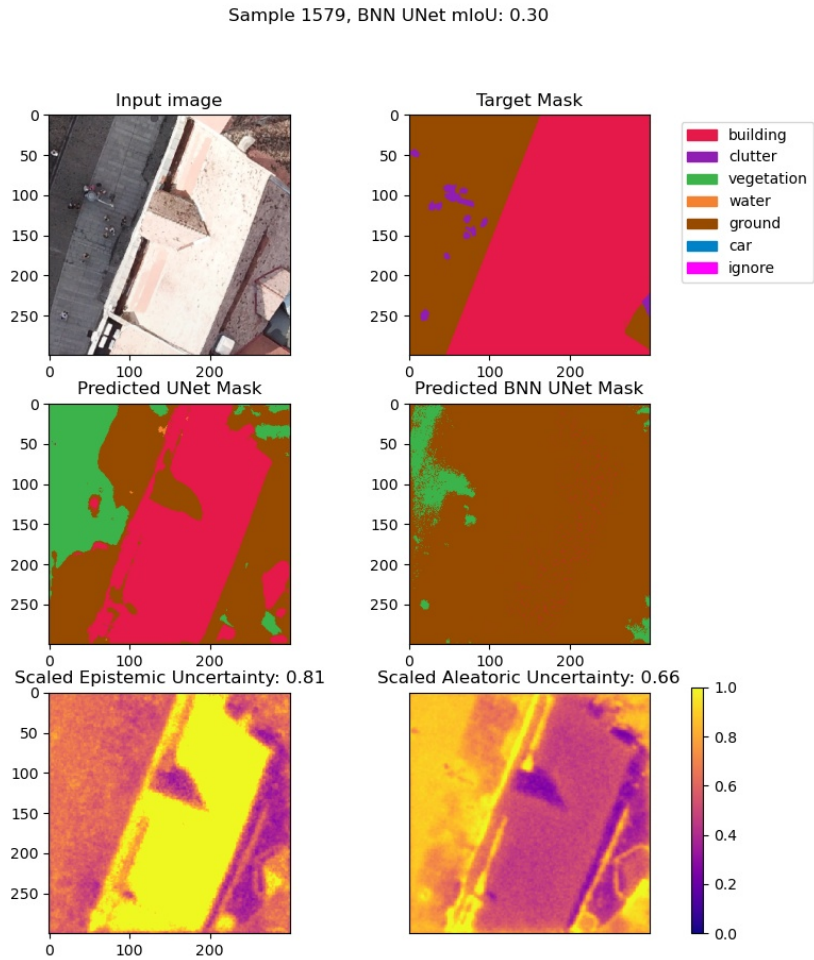 Sample 1579, BNN UNet mIoU: 0.30
Input image
Target Mask
0
50
100
150
200
250
0 200
0
50
100
150
200
250
0 100 200
building
clutter
vegetation
water
ground
car
ignore
Predicted UNet Mask
Predicted BNN UNet Mask
0
50
100
150
200
250
0 100 200
0
50
100
150
200
250
0 200
Scaled Epistemic Uncertainty: 0.81
Scaled Aleatoric Uncertainty: 0.66
0
50
100
150
200
250
0 100 200
1.0
0.8
0.6
0.4
0.2
0.0